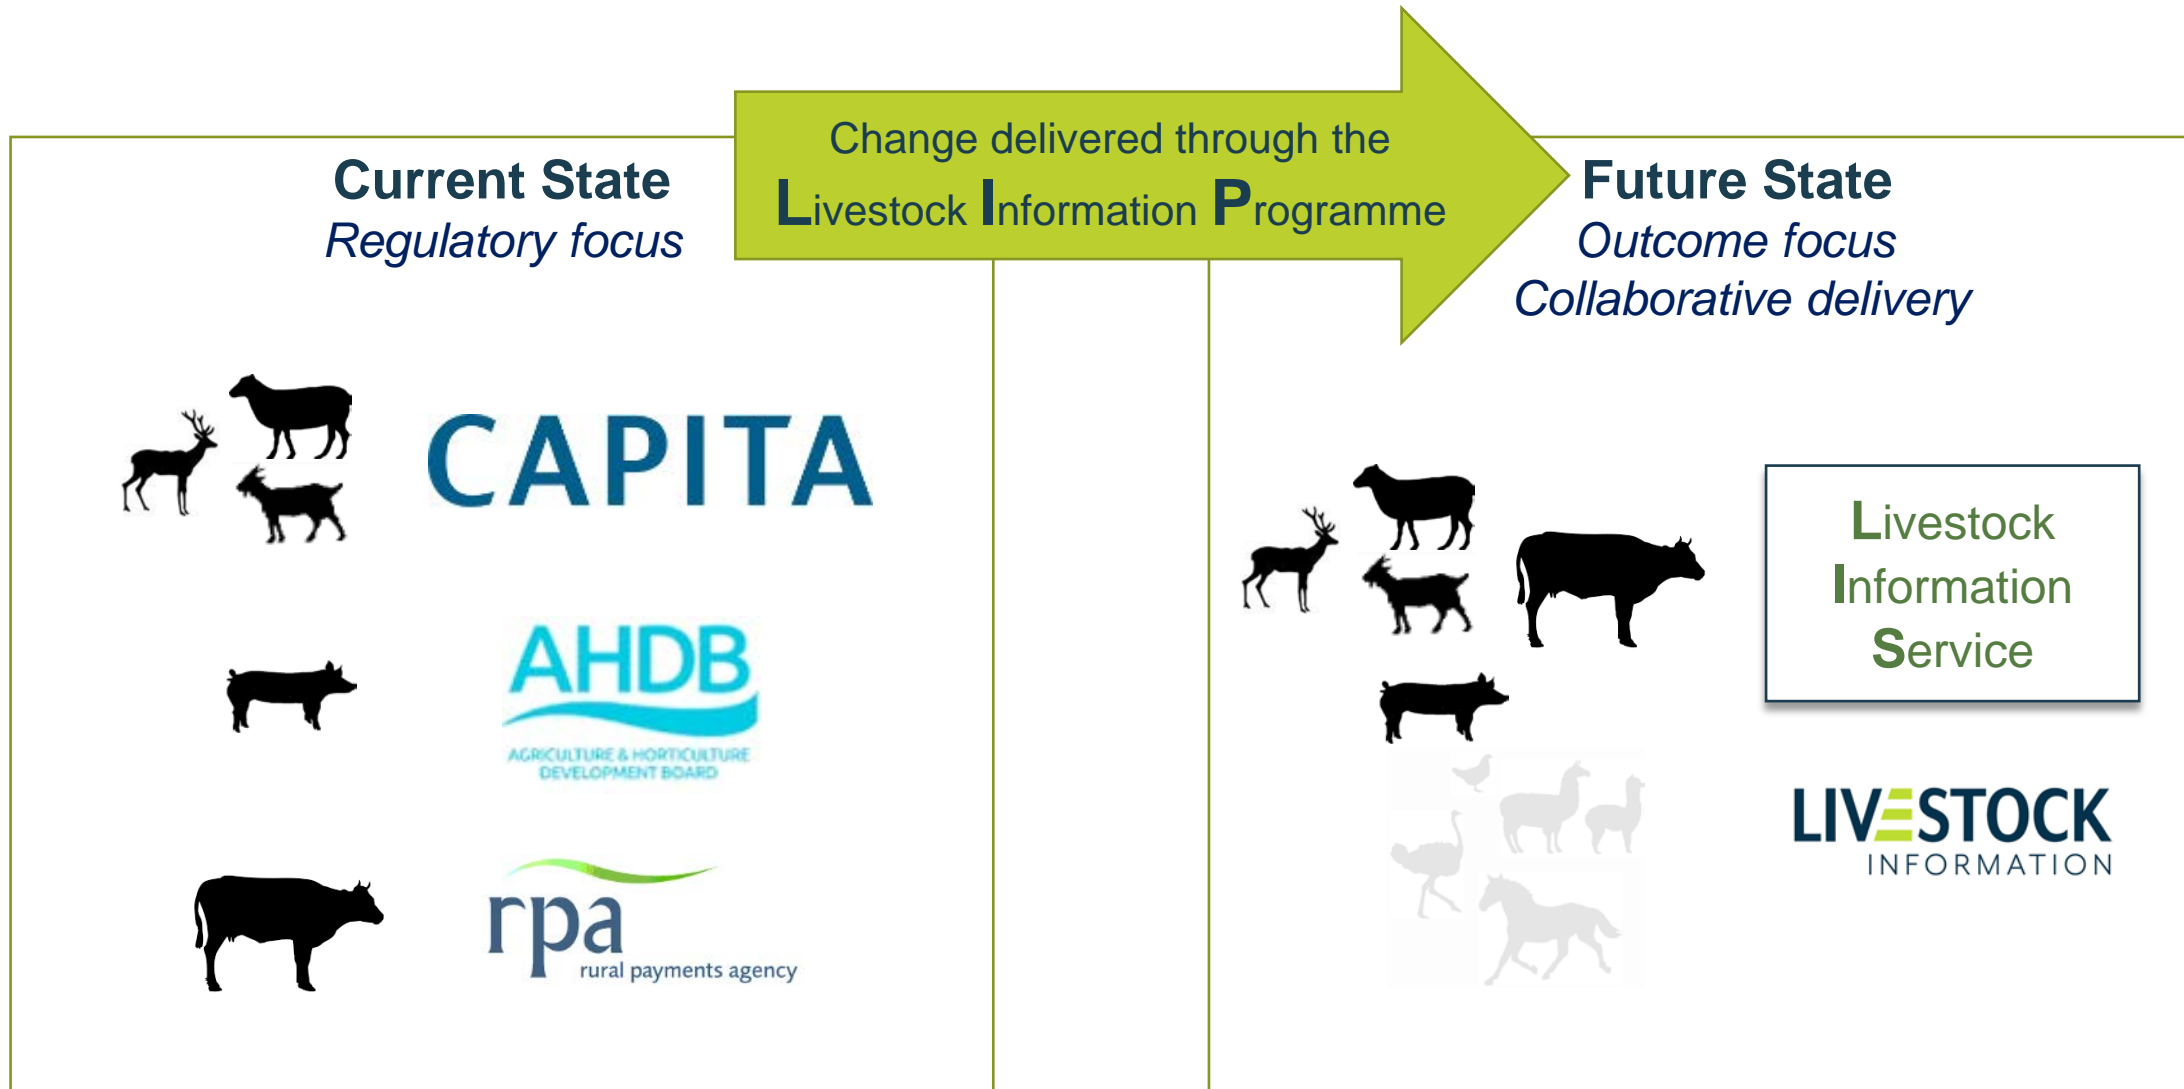 Change delivered through the
Livestock Information Programme
Current State
Regulatory focus
CAPITA
AHDB
AGRICULTURE & HORTICULTURE
DEVELOPMENT BOARD
rpa
rural payments agency
Future State
Outcome focus
Collaborative delivery
Livestock
Information
Service
LIVESTOCK
INFORMATION